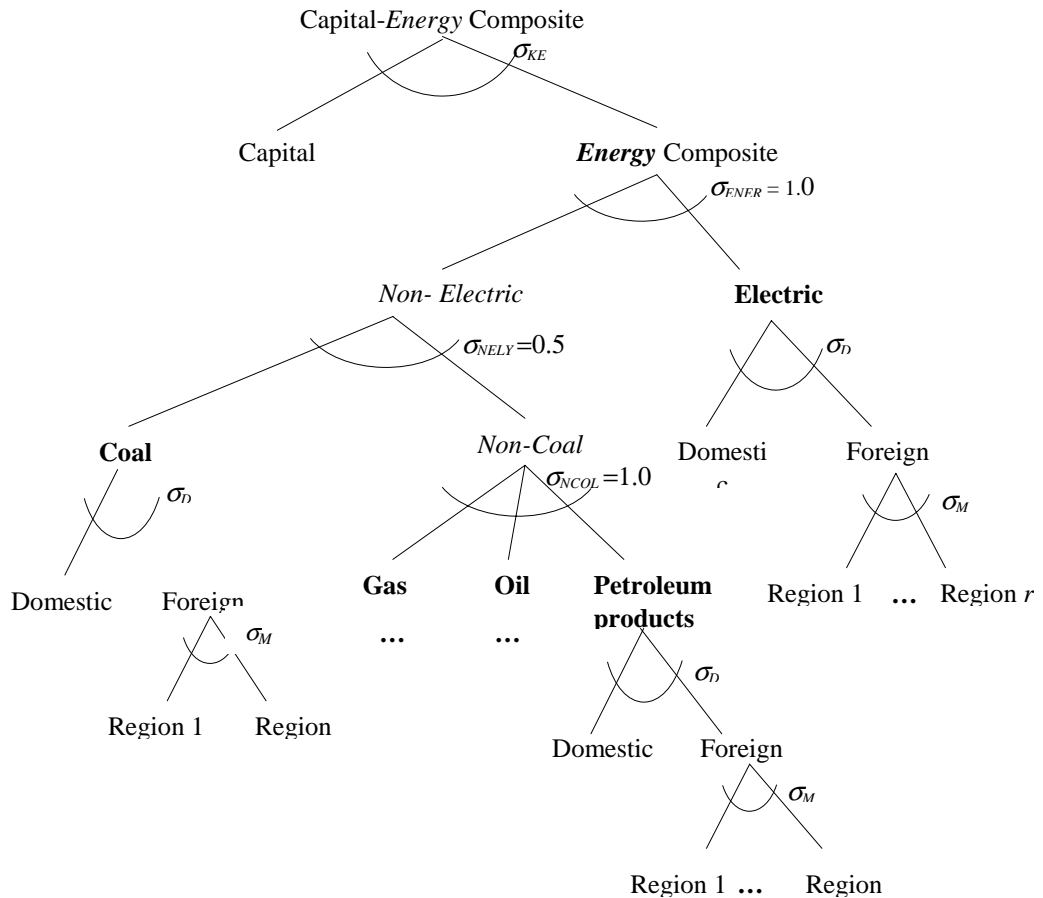 Capital-Energy Composite
σKE
Capital
Energy Composite
σENER = 1.0
Non- Electric
Electric
σNELY =0.5
σD
Coal
Non-Coal
Domesti
Foreign
σD
σNCOL =1.0
σM
Gas
Oil
Petroleum
products
Region 1 ... Region r
Domestic
Foreign
...
...
σM
σD
Region 1
Region
Domestic
Foreign
σM
Region 1 ... Region